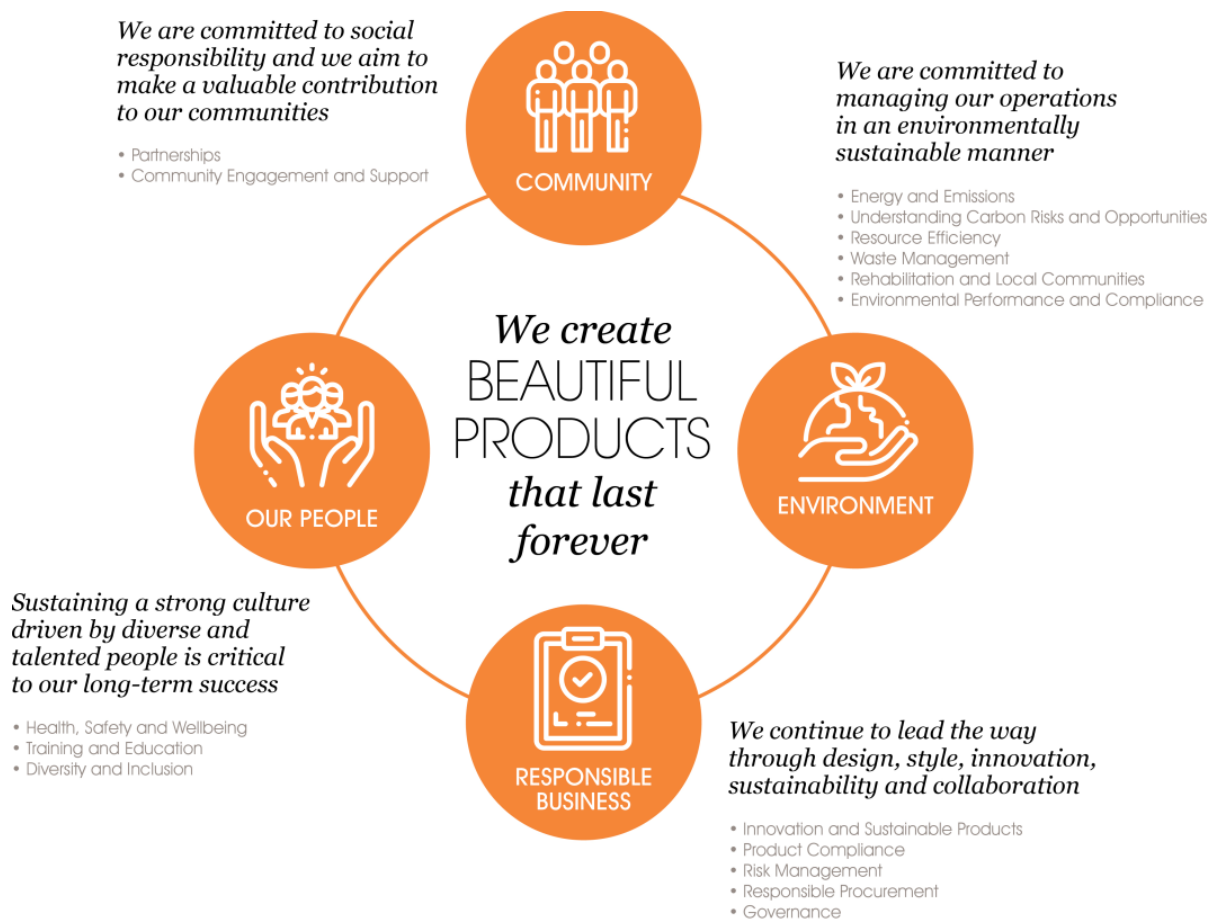 We are committed to social
responsibility and we aim to
make a valuable contribution
to our communities
• Partnerships
• Community Engagement and Support
COMMUNITY
We are committed to
managing our operations
in an environmentally
sustainable manner
• Energy and Emissions
• Understanding Carbon Risks and Opportunities
• Resource Efficiency
• Waste Management
• Rehabilitation and Local Communities
• Environmental Performance and Compliance
We create
BEAUTIFUL
PRODUCTS
that last
forever
OUR PEOPLE
ENVIRONMENT
Sustaining a strong culture
driven by diverse and
talented people is critical
to our long-term success
• Health, Safety and Wellbeing
• Training and Education
• Diversity and Inclusion
RESPONSIBLE
BUSINESS
We continue to lead the way
through design, style, innovation,
sustainability and collaboration
• Innovation and Sustainable Products
• Product Compliance
• Risk Management
• Responsible Procurement
• Governance